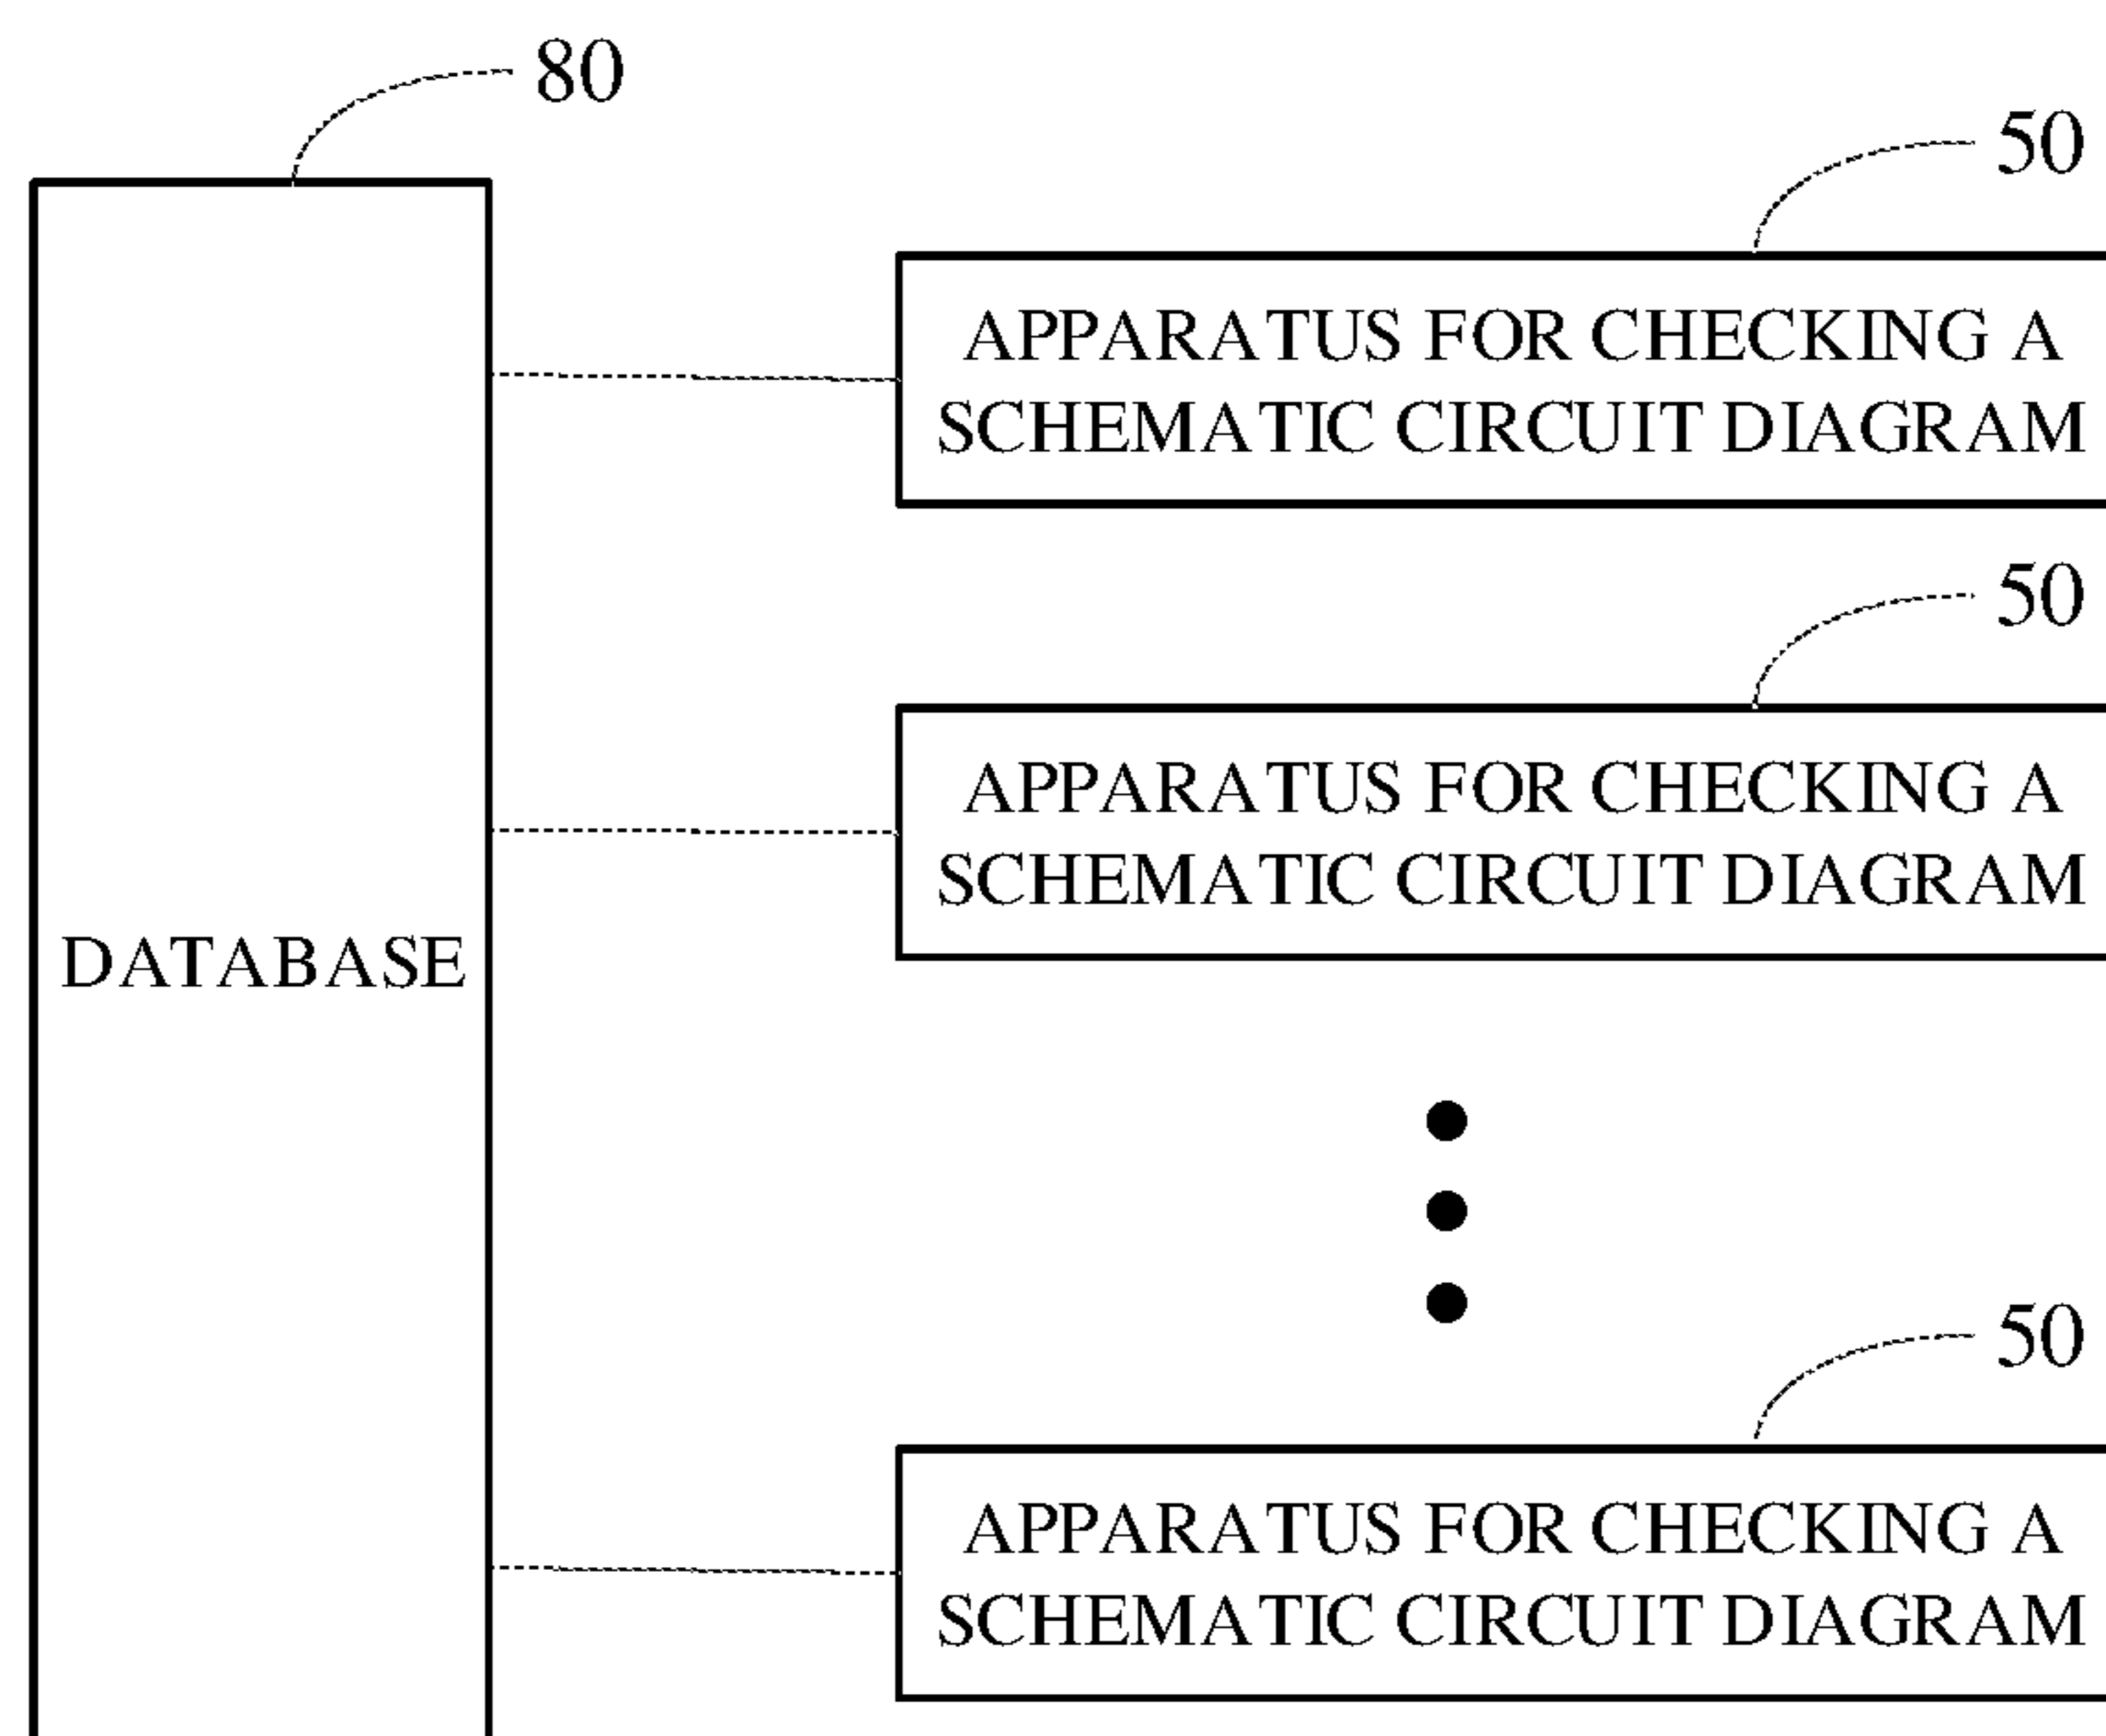 80
50
APPARATUS FOR CHECKING A
SCHEMATIC CIRCUIT DIAGRAM
50
APPARATUS FOR CHECKING A
SCHEMATIC CIRCUIT DIAGRAM
DATABASE
50
APPARATUS FOR CHECKING A
SCHEMATIC CIRCUIT DIAGRAM